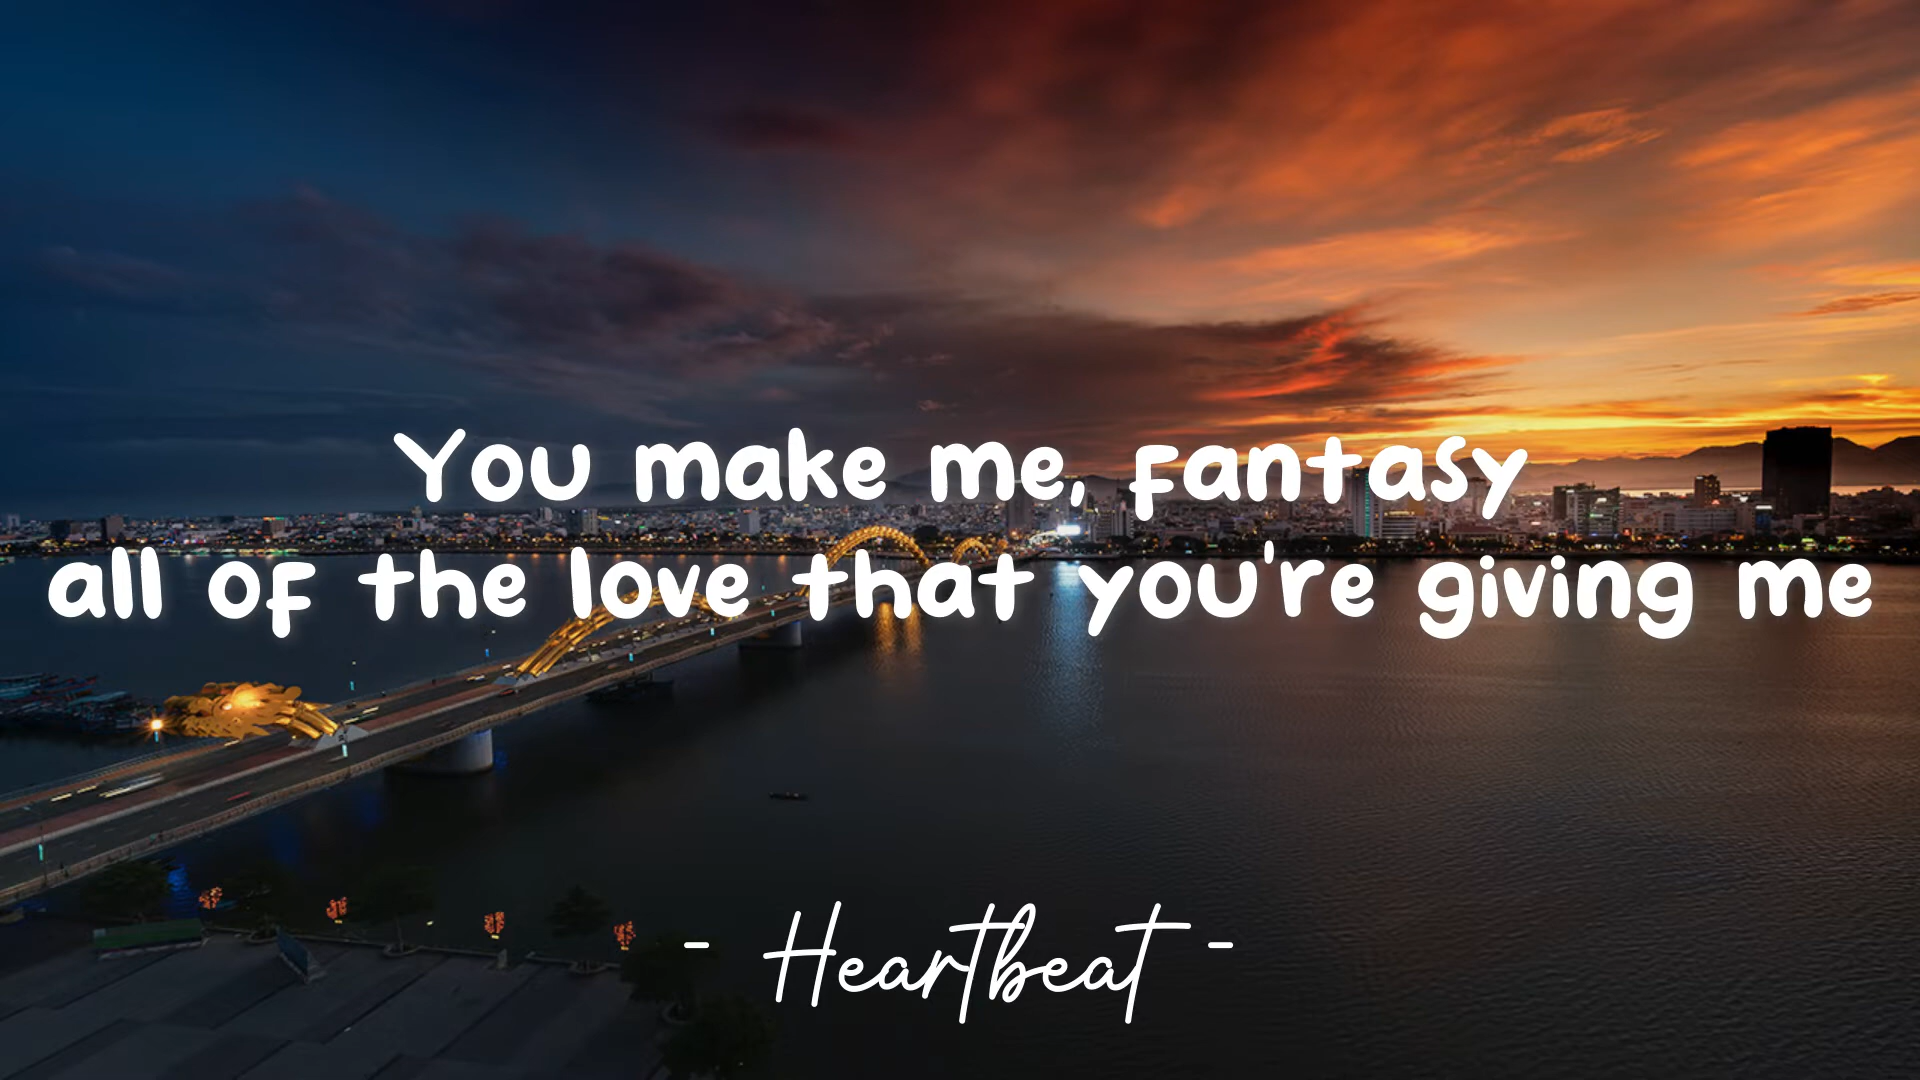 You make me, fantasy
all of the love that you're giving me
- Heartbeat -